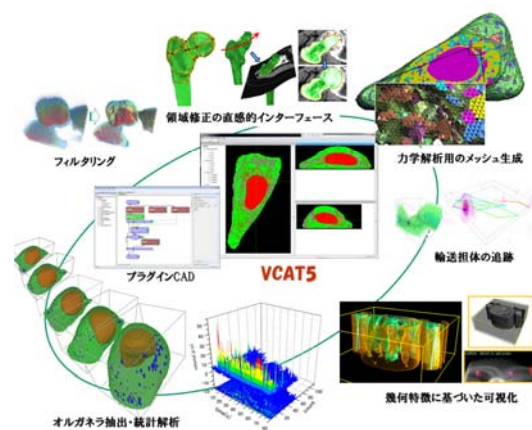 領域修正の直感的インターフェース
フィルタリング
力学解析用のメッシュ生成
輸送担体の追跡
プラグインCAD
VCAT5
幾何特徴に基づいた可視化
オルガネラ抽出・統計解析